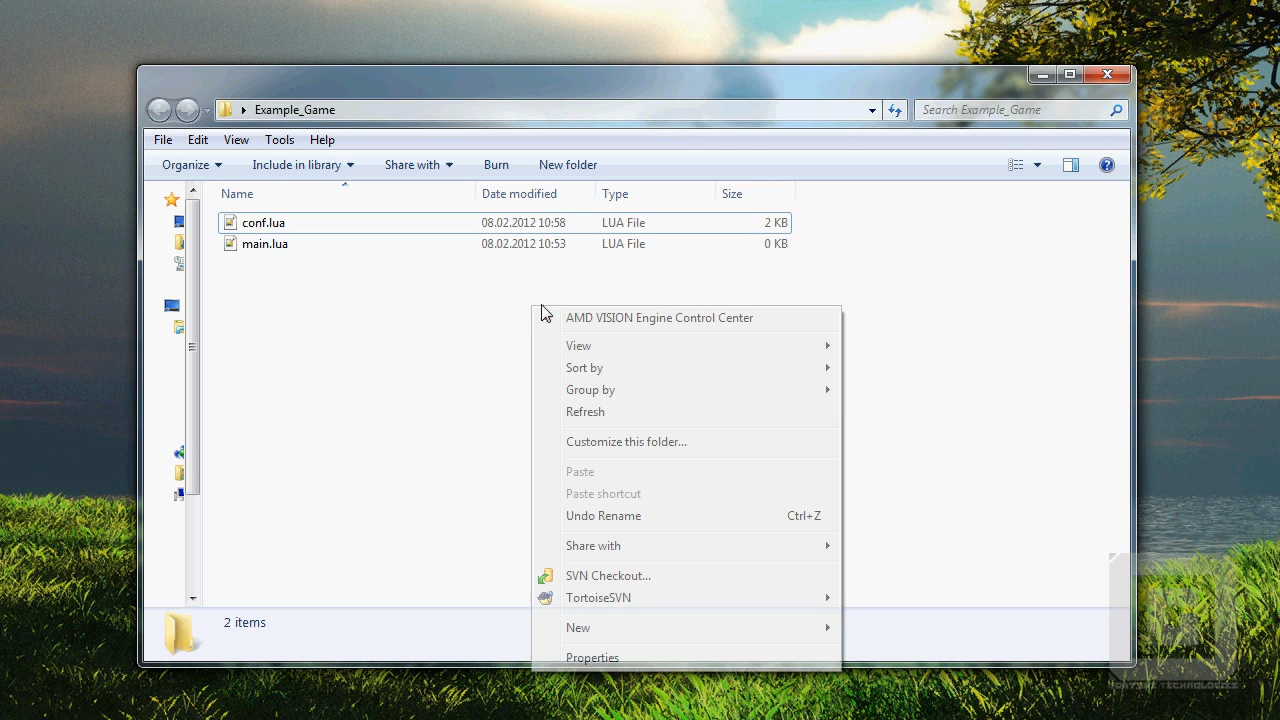 Example_Game
Search Example_Game
File Edit View Tools Help
Organize Include in library Share with Burn New folder
Name Date modified Type Size
conf.lua 08.02.2012 10:58 LUA File 2 KB
main.lua 08.02.2012 10:53 LUA File 0 KB
AMD VISION Engine Control Center
View
Sort by
Group by
Refresh
Customize this folder...
Paste
Paste shortcut
Undo Rename Ctrl+Z
Share with
SVN Checkout...
TortoiseSVN
New
Properties
2 items
TECHNOLOGIES